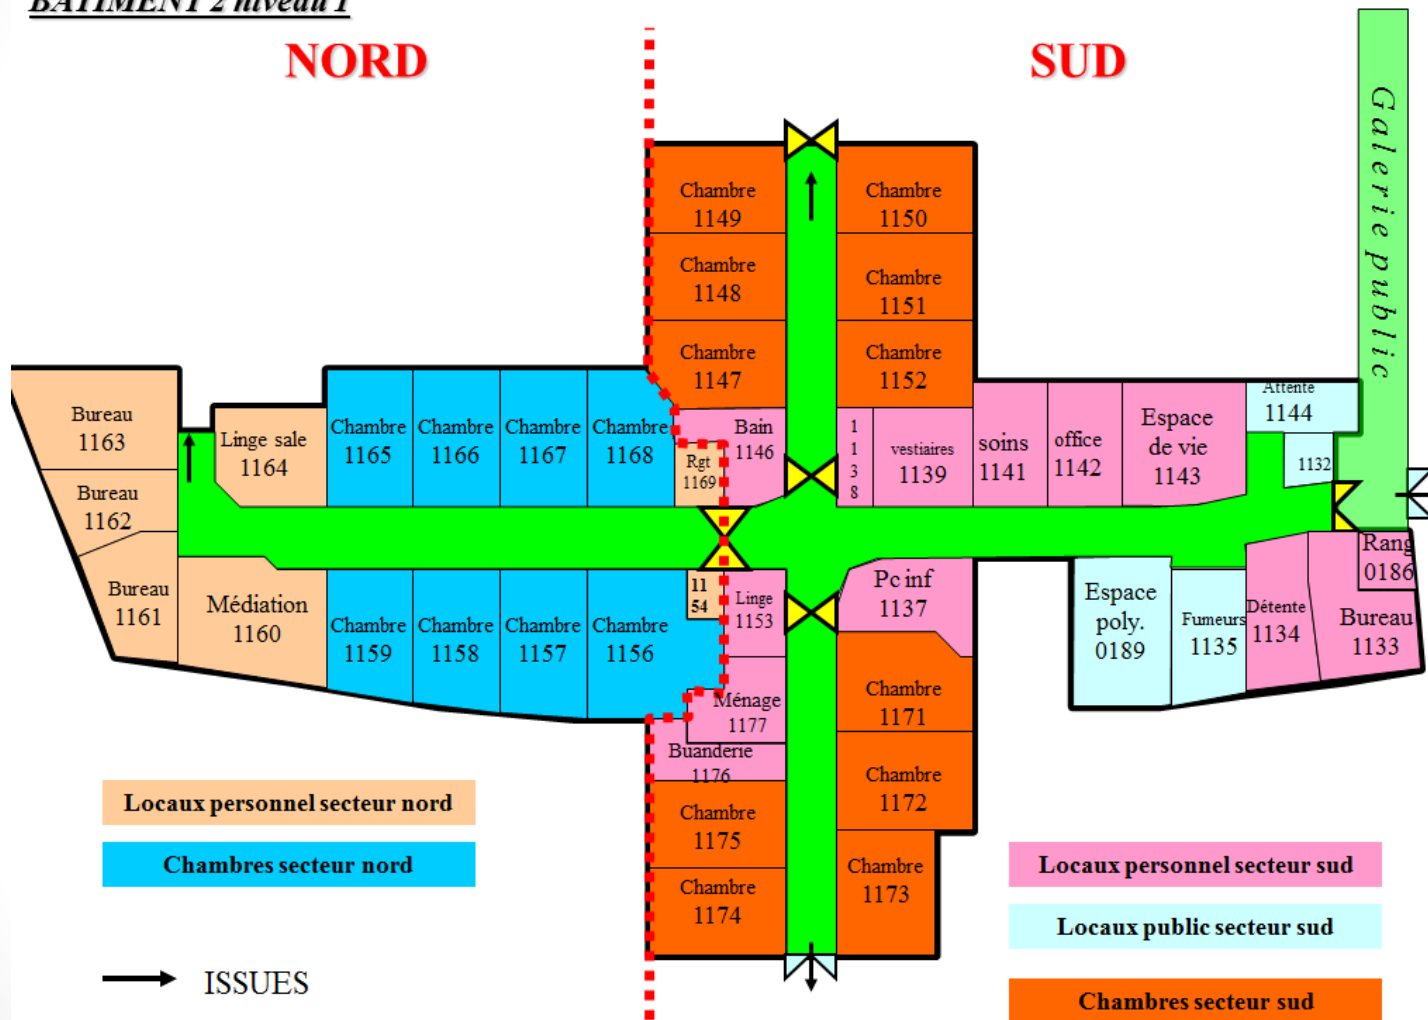 BATIMENT 2 niveau 1
NORD
SUD
Galerie public
Chambre
1149
Chambre
1150
Chambre
1148
Chambre
1151
Chambre
1147
Chambre
1152
Bureau
1163
Linge sale
1164
Chambre
1165
Chambre
1166
Chambre
1167
Chambre
1168
Rgt
1169
Bain
1146
1138
vestiaires
1139
soins
1141
office
1142
Espace
de vie
1143
Attente
1144
1132
Bureau
1162
Bureau
1161
Médiation
1160
Chambre
1159
Chambre
1158
Chambre
1157
Chambre
1156
11
54
Linge
1153
Pc inf
1137
Espace
poly.
0189
Fumeurs
1135
Détente
1134
Bureau
1133
Rang
0186
Ménage
1177
Buanderie
1176
Chambre
1171
Chambre
1172
Chambre
1175
Chambre
1173
Chambre
1174
Locaux personnel secteur nord
Chambres secteur nord
ISSUES
Locaux personnel secteur sud
Locaux public secteur sud
Chambres secteur sud